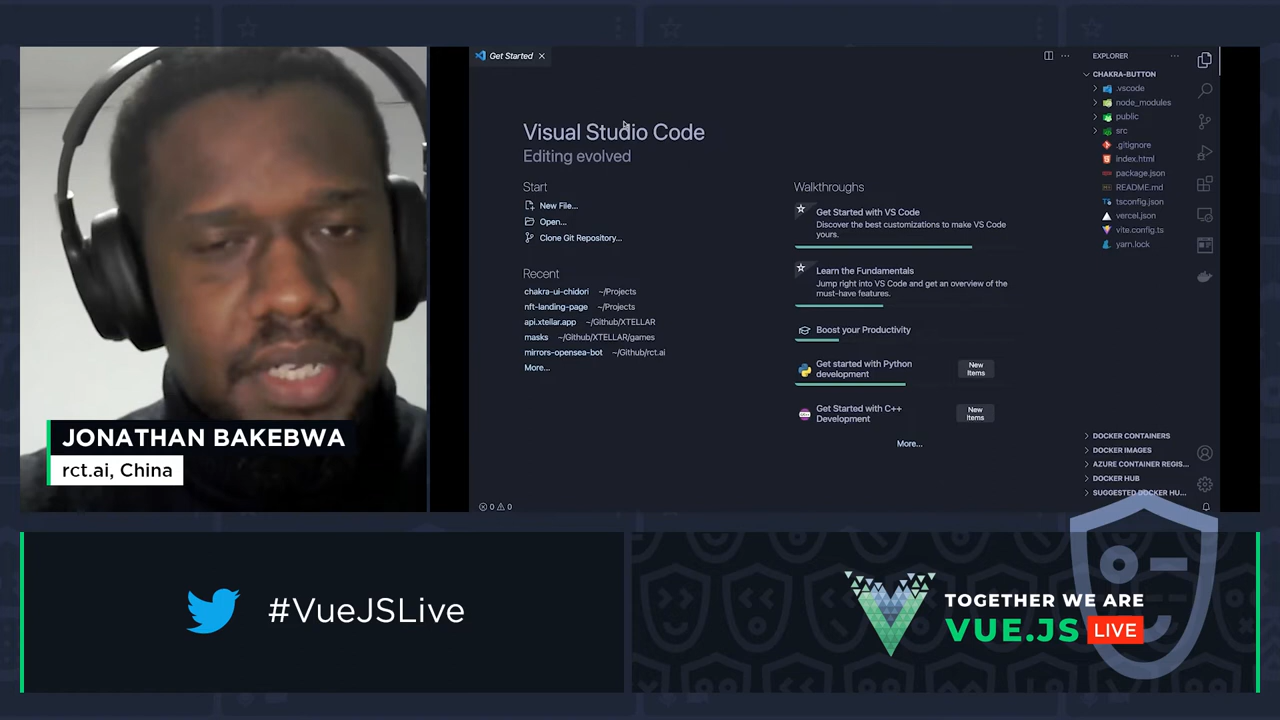 JONATHAN BAKEBWA
rct.ai, China
Get Started
Visual Studio Code
Editing evolved
Start
New File...
Open...
Clone Git Repository...
Recent
chakra-ui-chidori ~/Projects
nft-landing-page ~/Projects
api.xtellar.app ~/Github/XTELLAR
masks ~/Github/XTELLAR/games
mirrors-opensea-bot ~/Github/rct.ai
More...
Walkthroughs
Get Started with VS Code
Discover the best customizations to make VS Code
yours.
Learn the Fundamentals
Jump right into VS Code and get an overview of the
must-have features.
Boost your Productivity
Get started with Python
development
New
Items
Get Started with C++
Development
New
Items
More...
0 0
EXPLORER
CHAKRA-BUTTON
.vscode
node_modules
public
src
.gitignore
index.html
package.json
README.md
tsconfig.json
vercel.json
vite.config.ts
yarn.lock
DOCKER CONTAINERS
DOCKER IMAGES
AZURE CONTAINER REGIS...
DOCKER HUB
SUGGESTED DOCKER HU...
#VueJSLive
TOGETHER WE ARE
VUE.JS LIVE